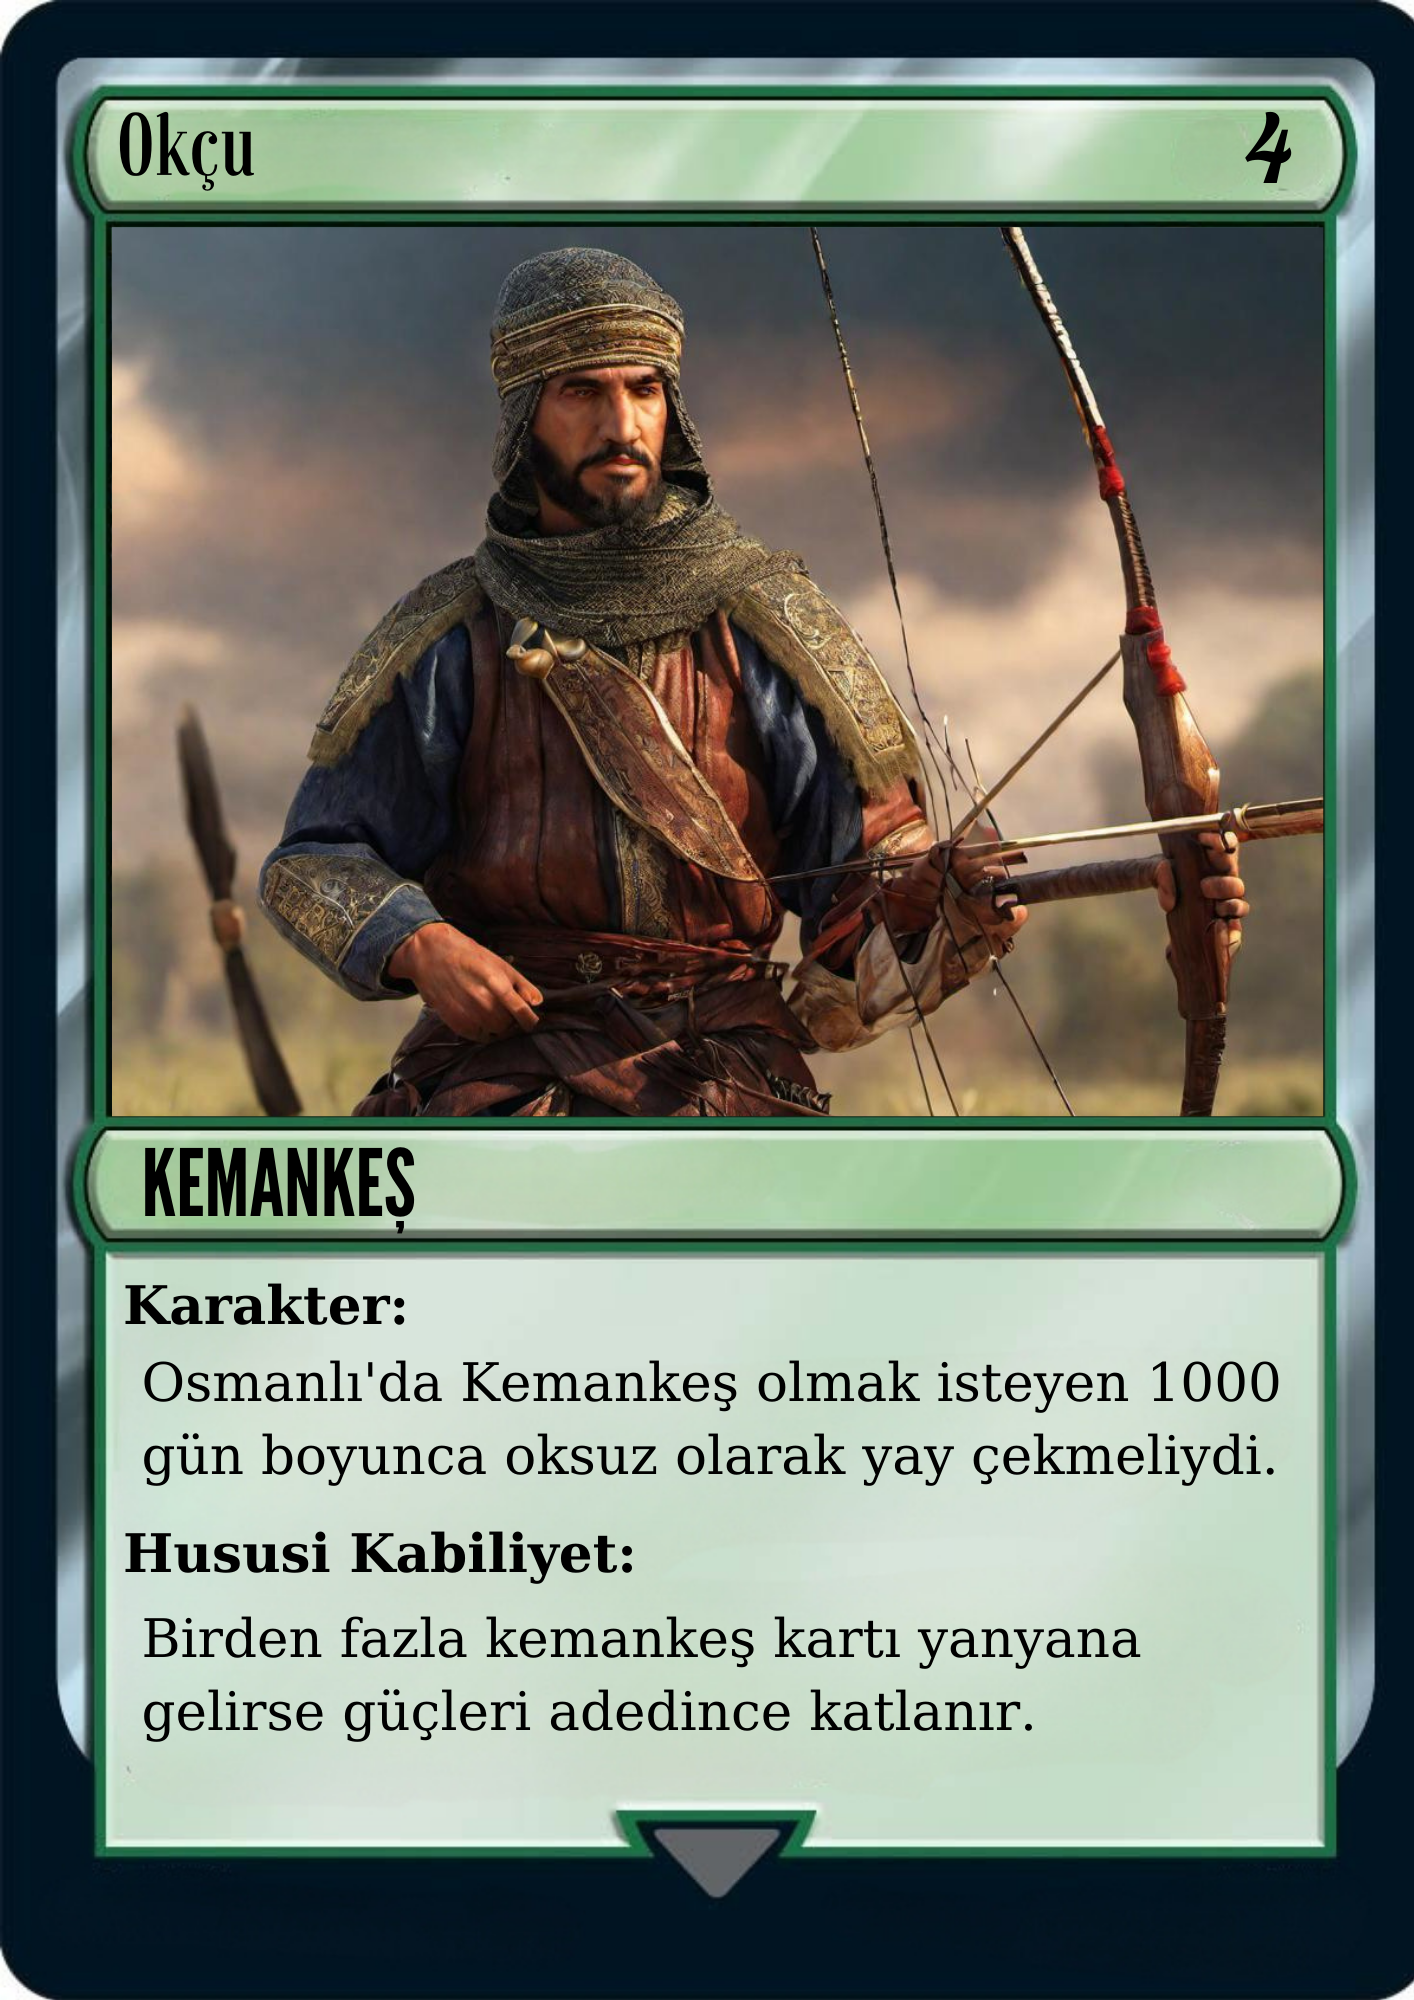 Okçu
4
KEMANKEŞ
Karakter:
Osmanlı'da Kemankeş olmak isteyen 1000
gün boyunca oksuz olarak yay çekmeliydi.
Hususi Kabiliyet:
Birden fazla kemankeş kartı yanyana
gelirse güçleri adedince katlanır.